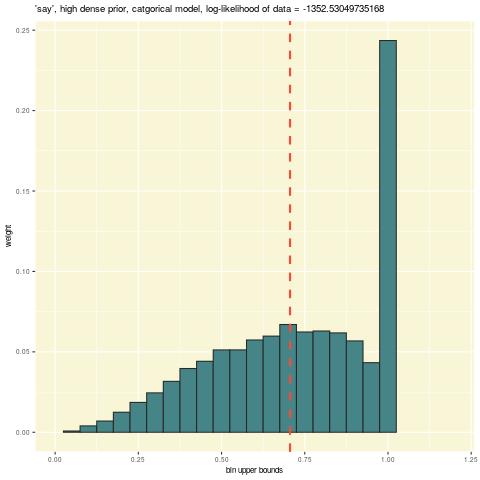 'say', high dense prior, catgorical model, log-likelihood of data = -1352.53049735168
weight
0.25
0.20
0.15
0.10
0.05
0.00
0.00 0.25 0.50 0.75 1.00 1.25
bin upper bounds